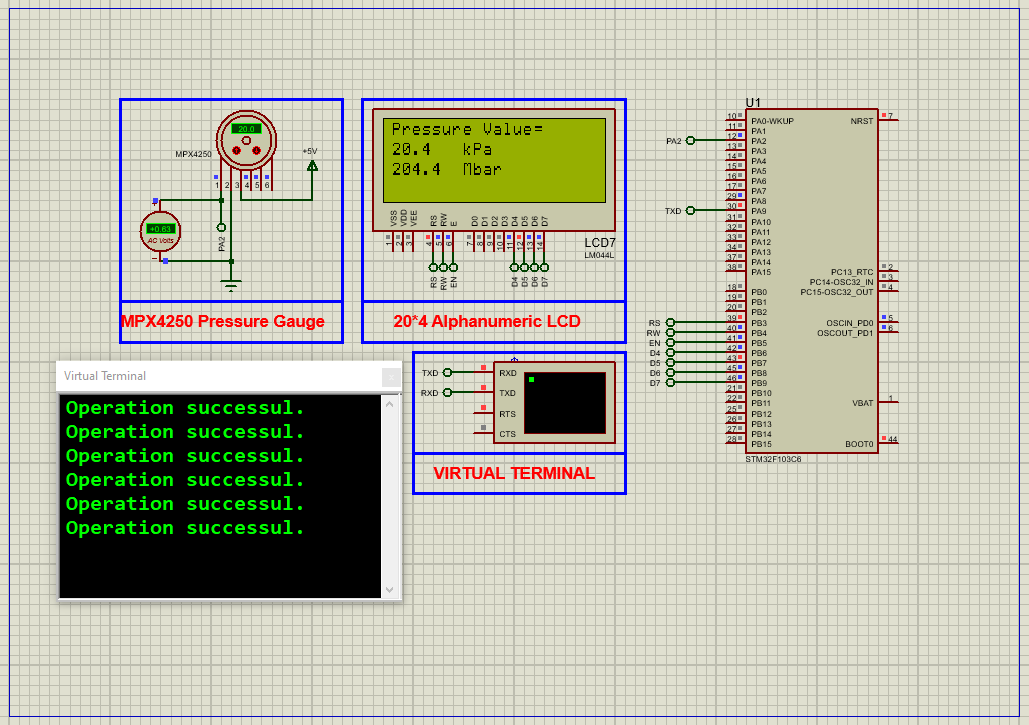 U1
MPX4250
20.0
+5V
1 2 3 4 5 6
+0.63
AC Volts
+
−
PA2
MPX4250 Pressure Gauge
Pressure Value=
20.4 kPa
204.4 Mbar
VSS VDD VEE RS RW E D0 D1 D2 D3 D4 D5 D6 D7
1 2 3 4 5 6 7 8 9 10 11 12 13 14
RS RW EN D4 D5 D6 D7
LCD7
LM044L
20*4 Alphanumeric LCD
10 PA0-WKUP NRST 7
11 PA1
PA2 12 PA2
13 PA3
14 PA4
15 PA5
16 PA6
17 PA7
29 PA8
TXD 30 PA9
31 PA10
32 PA11
33 PA12
34 PA13
37 PA14
38 PA15 PC13_RTC 2
PC14-OSC32_IN 3
18 PB0 PC15-OSC32_OUT 4
19 PB1
20 PB2
RS 39 PB3 OSCIN_PD0 5
RW 40 PB4 OSCOUT_PD1 6
EN 41 PB5
D4 42 PB6
D5 43 PB7
D6 45 PB8
D7 46 PB9
21 PB10
22 PB11 VBAT 1
25 PB12
26 PB13
27 PB14
28 PB15 BOOT0 44
STM32F103C6
Virtual Terminal
Operation successul.
Operation successul.
Operation successul.
Operation successul.
Operation successul.
Operation successul.
TXD RXD
RXD TXD
RTS
CTS
VIRTUAL TERMINAL